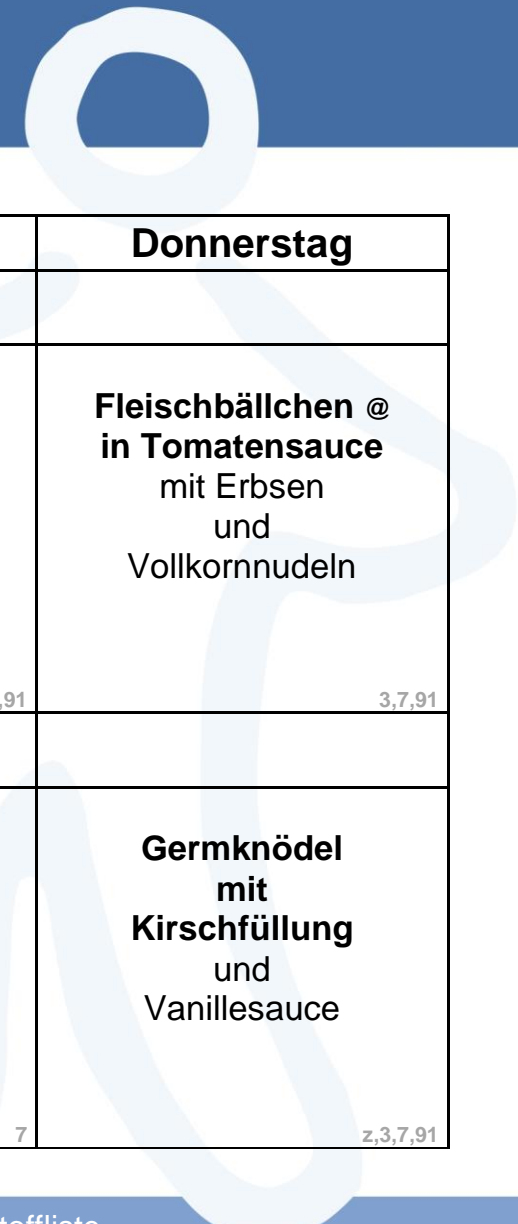 Donnerstag
Fleischbällchen @
in Tomatensauce
mit Erbsen
und
Vollkornnudeln
,91
3,7,91
Germknödel
mit
Kirschfüllung
und
Vanillesauce
7
z,3,7,91